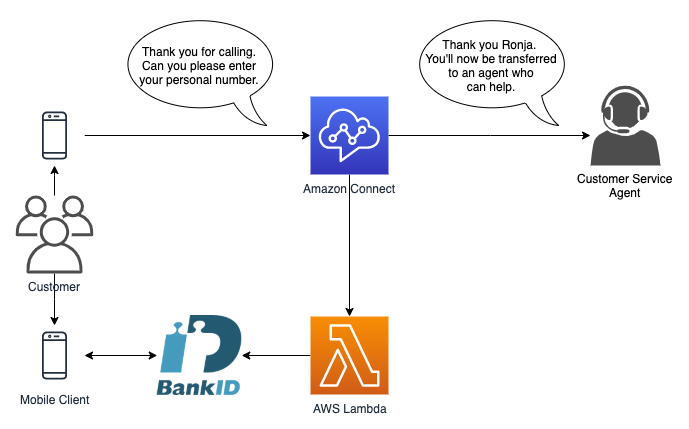 Thank you for calling.
Can you please enter
your personal number.
Thank you Ronja.
You'll now be transferred
to an agent who
can help.
Amazon Connect
Customer Service
Agent
Customer
Mobile Client
BankID
AWS Lambda